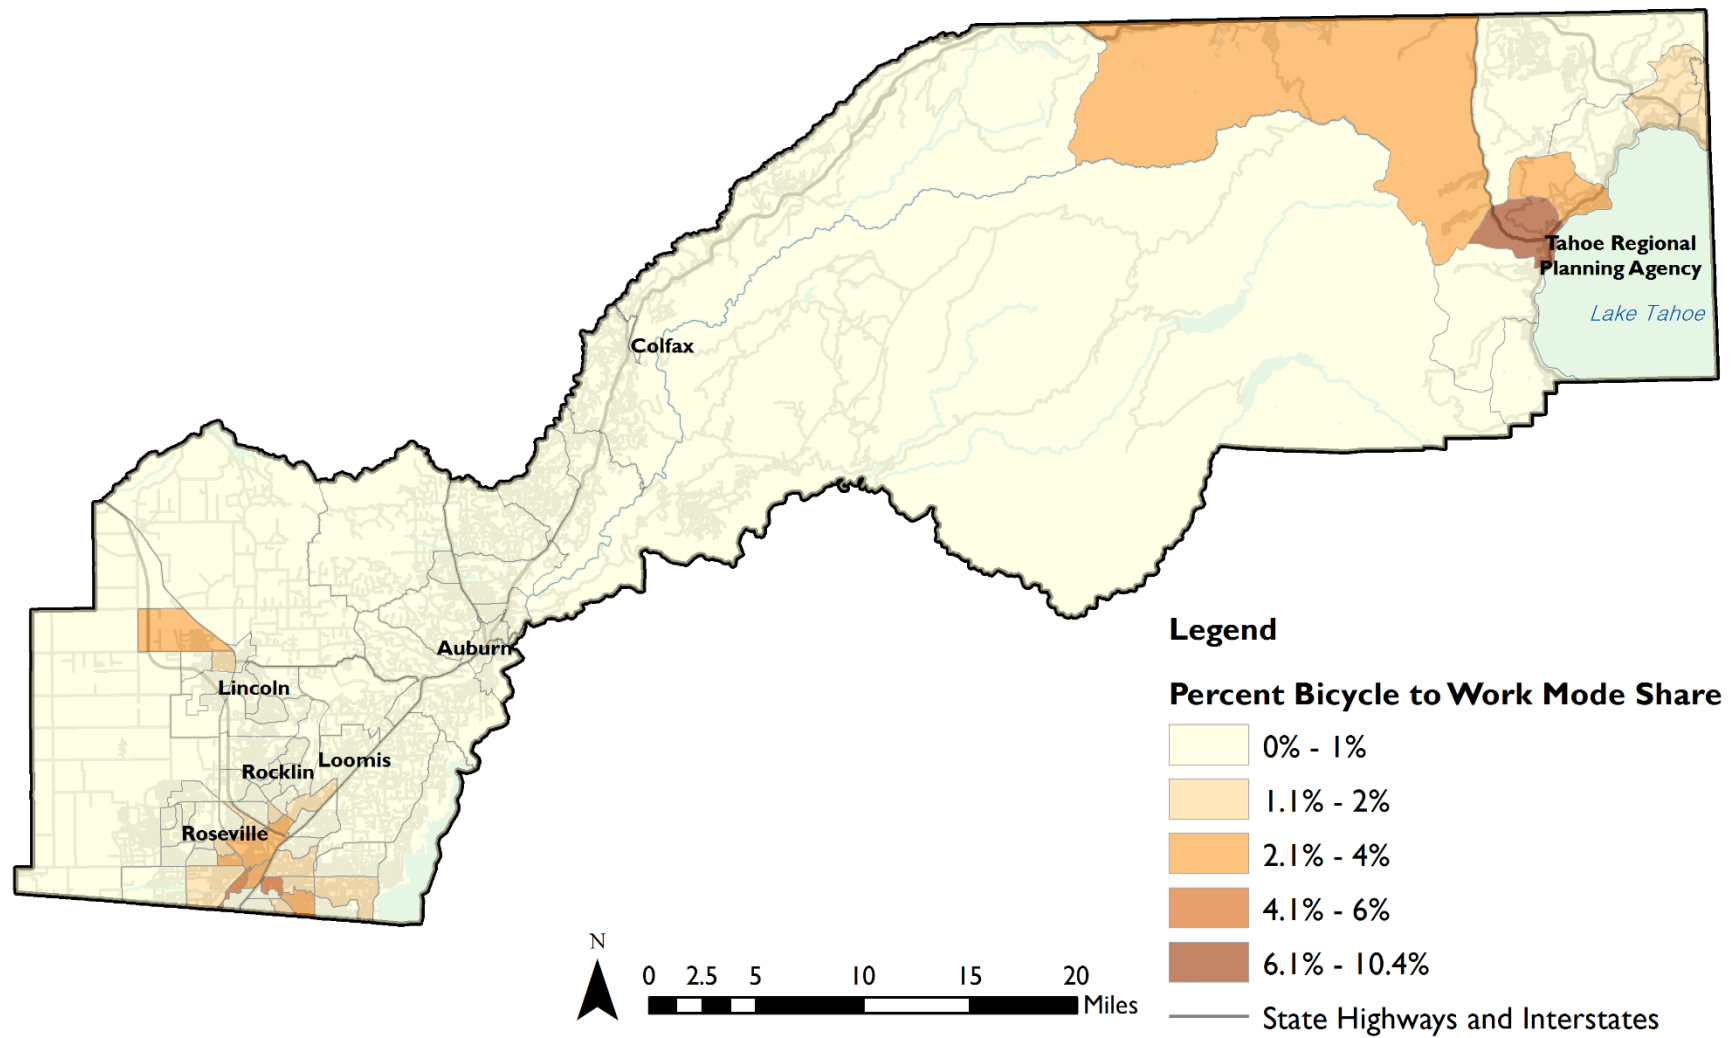 Tahoe Regional
Planning Agency
Lake Tahoe
Colfax
Auburn
Lincoln
Loomis
Rocklin
Roseville
Legend
Percent Bicycle to Work Mode Share
0% - 1%
1.1% - 2%
2.1% - 4%
4.1% - 6%
6.1% - 10.4%
State Highways and Interstates
N
0 2.5 5 10 15 20
Miles